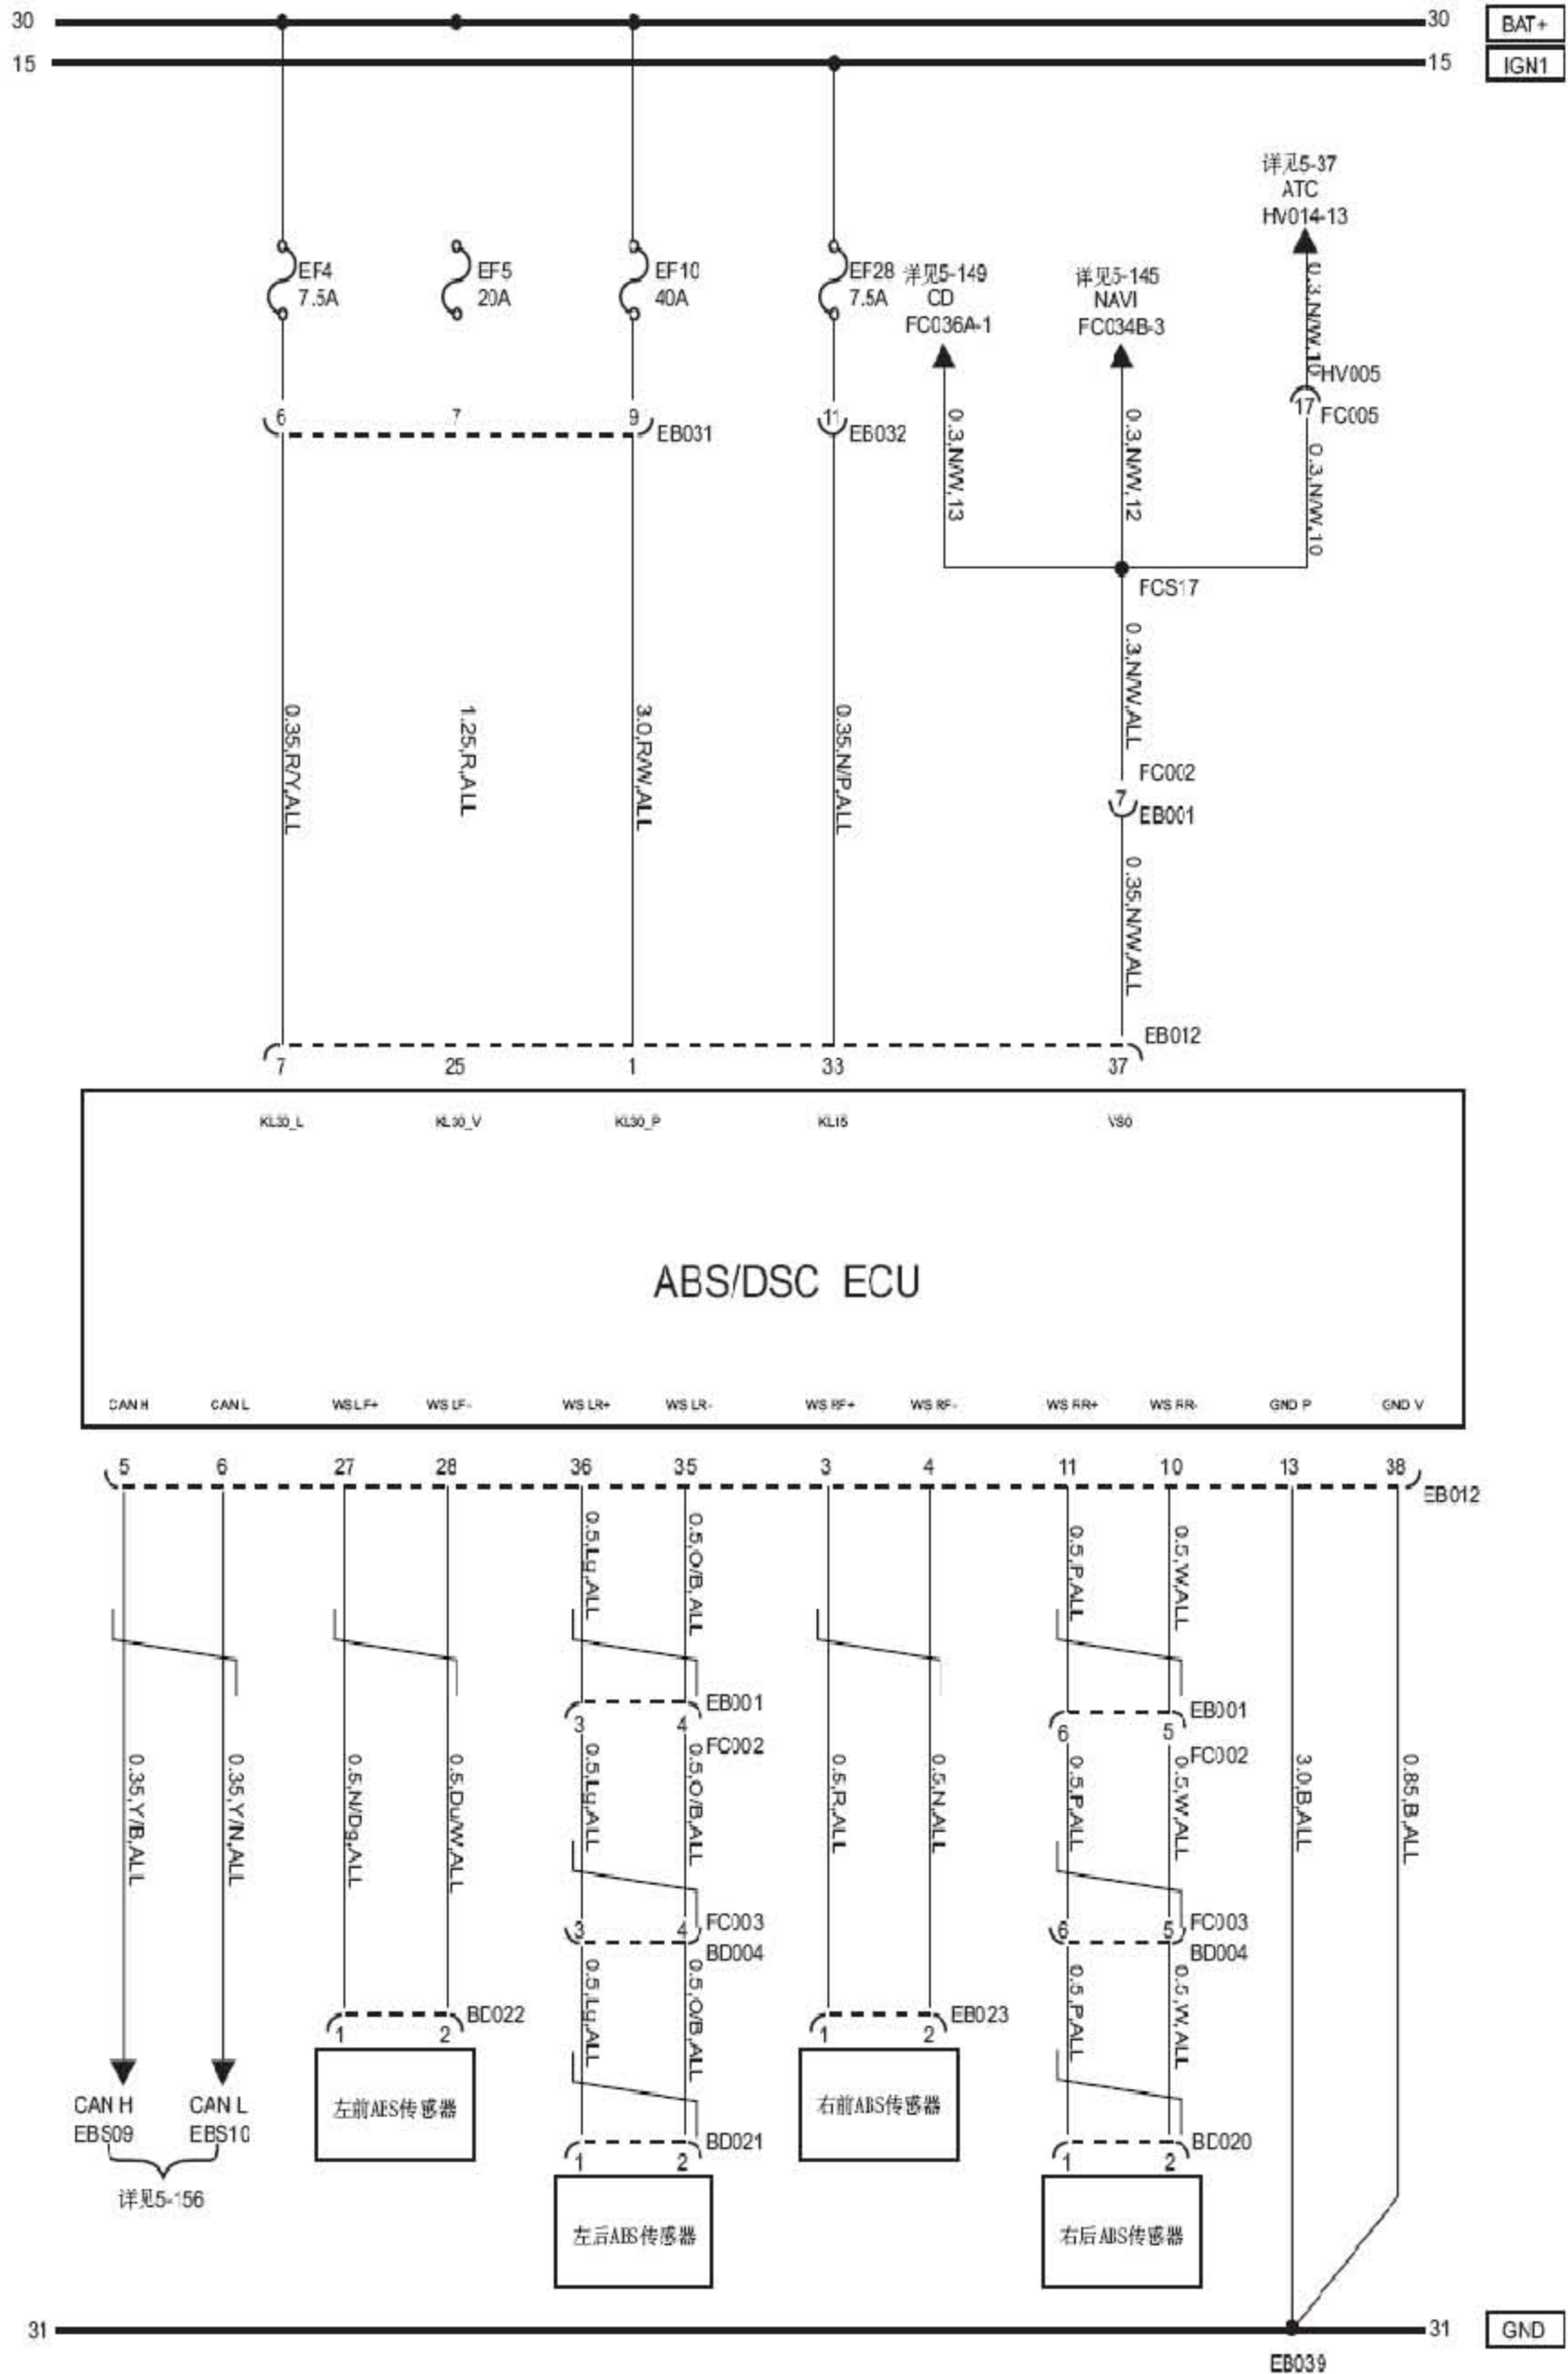 30
30
BAT+
15
15
IGN1
详见5-37
ATC
HV014-13
EF4
7.5A
EF5
20A
EF10
40A
EF28
7.5A
详见5-149
CD
FC036A-1
详见5-145
NAVI
FC034B-3
0.3,N/W,10
HV005
17
FC005
6
7
9
EB031
11
EB032
0.3,N/W,13
0.3,N/W,12
0.3,N/W,10
FCS17
0.35,R/Y,ALL
1.25,R,ALL
3.0,R/W,ALL
0.35,N/P,ALL
0.3,N/W,ALL
FC002
7
EB001
0.35,N/W,ALL
EB012
7
25
1
33
37
KL30_L
KL30_V
KL30_P
KL15
VSO
ABS/DSC ECU
CAN H
CAN L
WS LF+
WS LF-
WS LR+
WS LR-
WS RF+
WS RF-
WS RR+
WS RR-
GND P
GND V
5
6
27
28
36
35
3
4
11
10
13
38
EB012
0.5,Lg,ALL
0.5,O/B,ALL
0.5,P,ALL
0.5,W,ALL
EB001
3
4
FC002
EB001
6
5
FC002
0.35,Y/B,ALL
0.35,Y/N,ALL
0.5,N/Dg,ALL
0.5,Du/W,ALL
0.5,Lg,ALL
0.5,O/B,ALL
0.5,R,ALL
0.5,N,ALL
0.5,P,ALL
0.5,W,ALL
3.0,B,ALL
0.85,B,ALL
3
4
FC003
BD004
6
5
FC003
BD004
0.5,Lg,ALL
0.5,O/B,ALL
0.5,P,ALL
0.5,W,ALL
1
2
BD022
1
2
EB023
CAN H
EBS09
CAN L
EBS10
详见5-156
左前ABS传感器
右前ABS传感器
1
2
BD021
1
2
BD020
左后ABS传感器
右后ABS传感器
31
31
GND
EB039